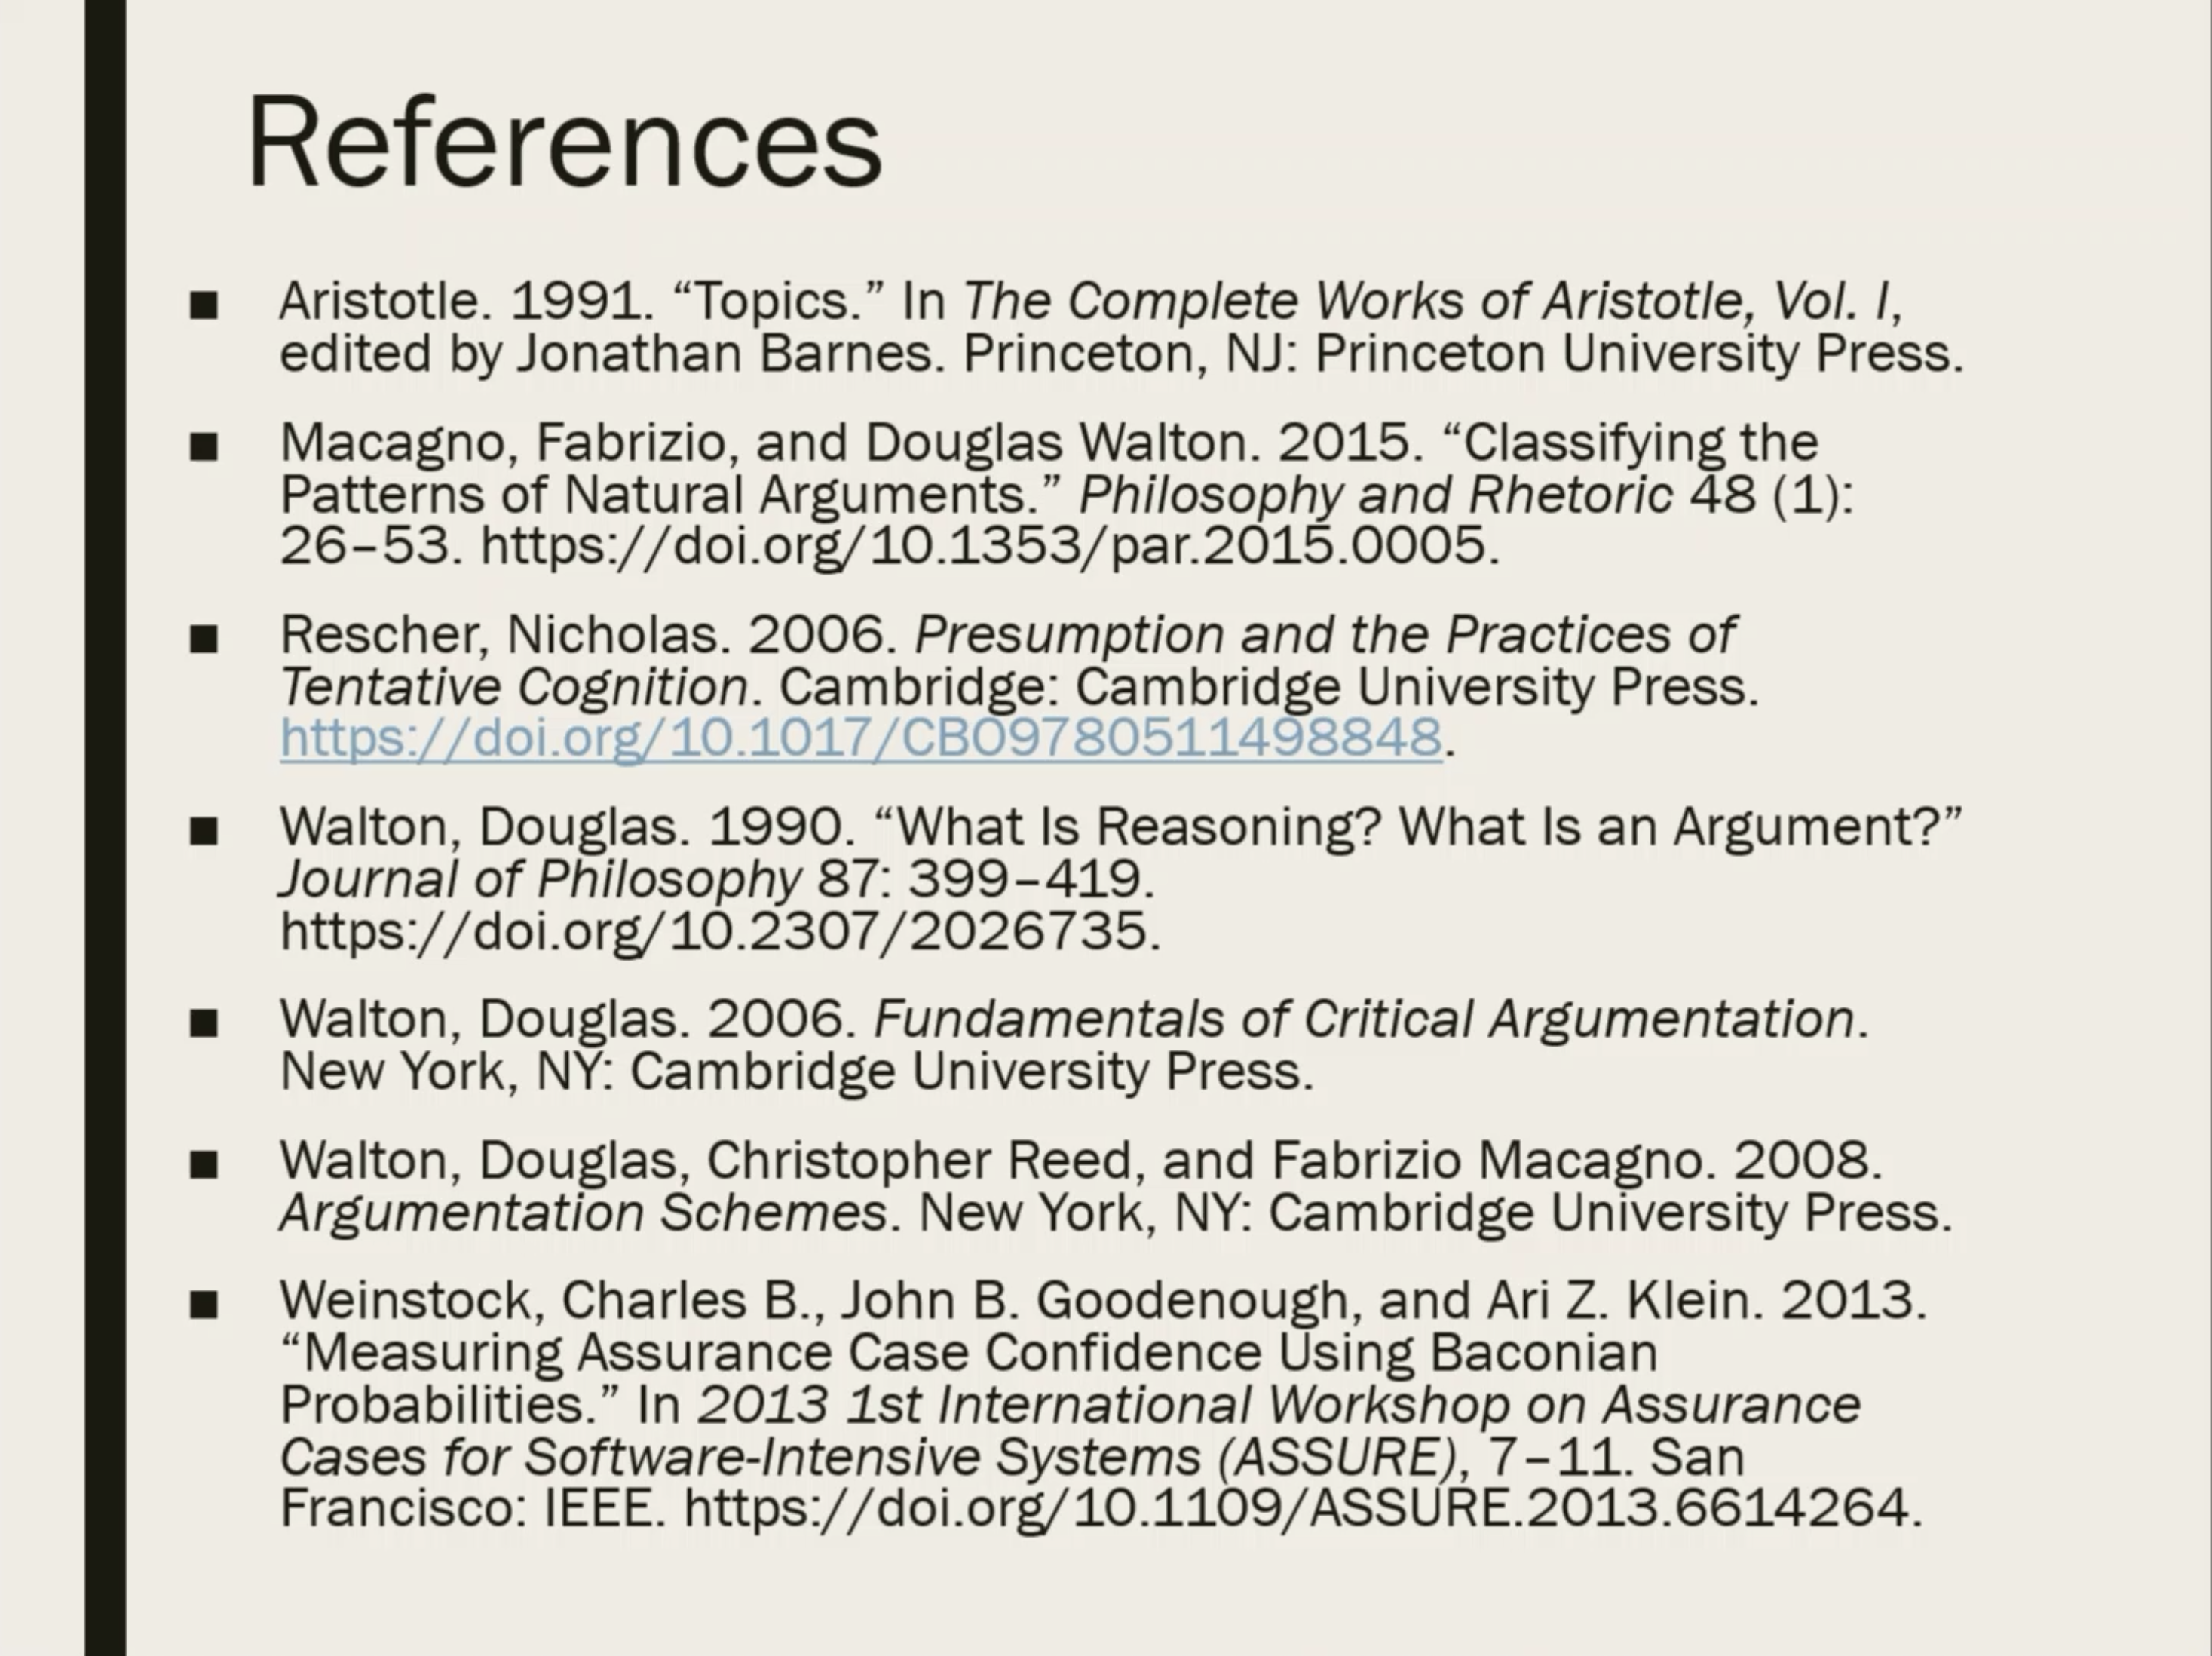 References
■ Aristotle. 1991. “Topics.” In The Complete Works of Aristotle, Vol. I,
edited by Jonathan Barnes. Princeton, NJ: Princeton University Press.
■ Macagno, Fabrizio, and Douglas Walton. 2015. “Classifying the
Patterns of Natural Arguments.” Philosophy and Rhetoric 48 (1):
26–53. https://doi.org/10.1353/par.2015.0005.
■ Rescher, Nicholas. 2006. Presumption and the Practices of
Tentative Cognition. Cambridge: Cambridge University Press.
https://doi.org/10.1017/CBO9780511498848.
■ Walton, Douglas. 1990. “What Is Reasoning? What Is an Argument?”
Journal of Philosophy 87: 399–419.
https://doi.org/10.2307/2026735.
■ Walton, Douglas. 2006. Fundamentals of Critical Argumentation.
New York, NY: Cambridge University Press.
■ Walton, Douglas, Christopher Reed, and Fabrizio Macagno. 2008.
Argumentation Schemes. New York, NY: Cambridge University Press.
■ Weinstock, Charles B., John B. Goodenough, and Ari Z. Klein. 2013.
“Measuring Assurance Case Confidence Using Baconian
Probabilities.” In 2013 1st International Workshop on Assurance
Cases for Software-Intensive Systems (ASSURE), 7–11. San
Francisco: IEEE. https://doi.org/10.1109/ASSURE.2013.6614264.